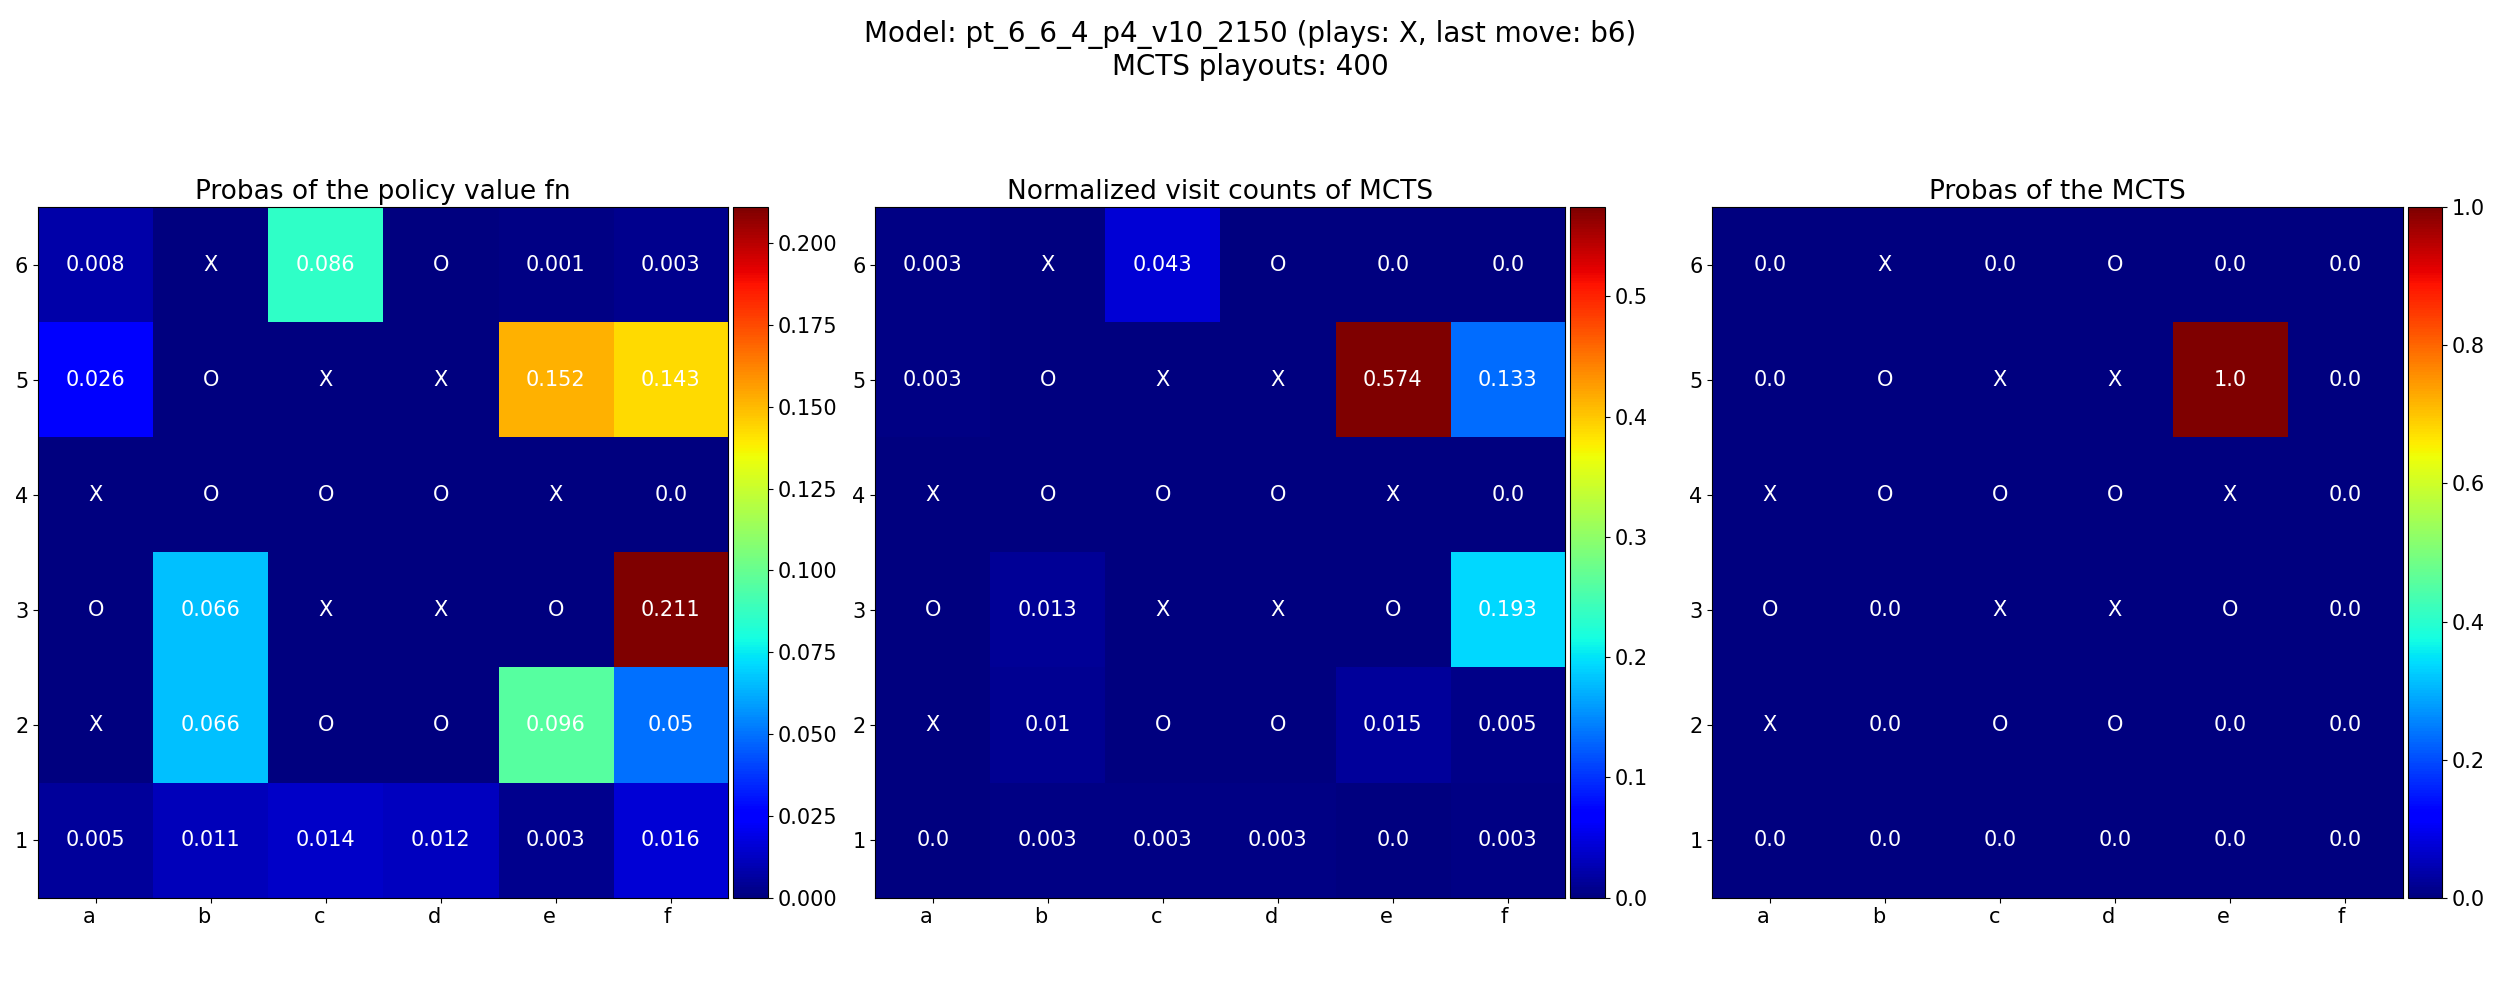 Model: pt_6_6_4_p4_v10_2150 (plays: X, last move: b6)
MCTS playouts: 400
Probas of the policy value fn
6 0.008 X 0.086 O 0.001 0.003
5 0.026 O X X 0.152 0.143
4 X O O O X 0.0
3 O 0.066 X X O 0.211
2 X 0.066 O O 0.096 0.05
1 0.005 0.011 0.014 0.012 0.003 0.016
a b c d e f
0.200
0.175
0.150
0.125
0.100
0.075
0.050
0.025
0.000
Normalized visit counts of MCTS
6 0.003 X 0.043 O 0.0 0.0
5 0.003 O X X 0.574 0.133
4 X O O O X 0.0
3 O 0.013 X X O 0.193
2 X 0.01 O O 0.015 0.005
1 0.0 0.003 0.003 0.003 0.0 0.003
a b c d e f
0.5
0.4
0.3
0.2
0.1
0.0
Probas of the MCTS
6 0.0 X 0.0 O 0.0 0.0
5 0.0 O X X 1.0 0.0
4 X O O O X 0.0
3 O 0.0 X X O 0.0
2 X 0.0 O O 0.0 0.0
1 0.0 0.0 0.0 0.0 0.0 0.0
a b c d e f
1.0
0.8
0.6
0.4
0.2
0.0